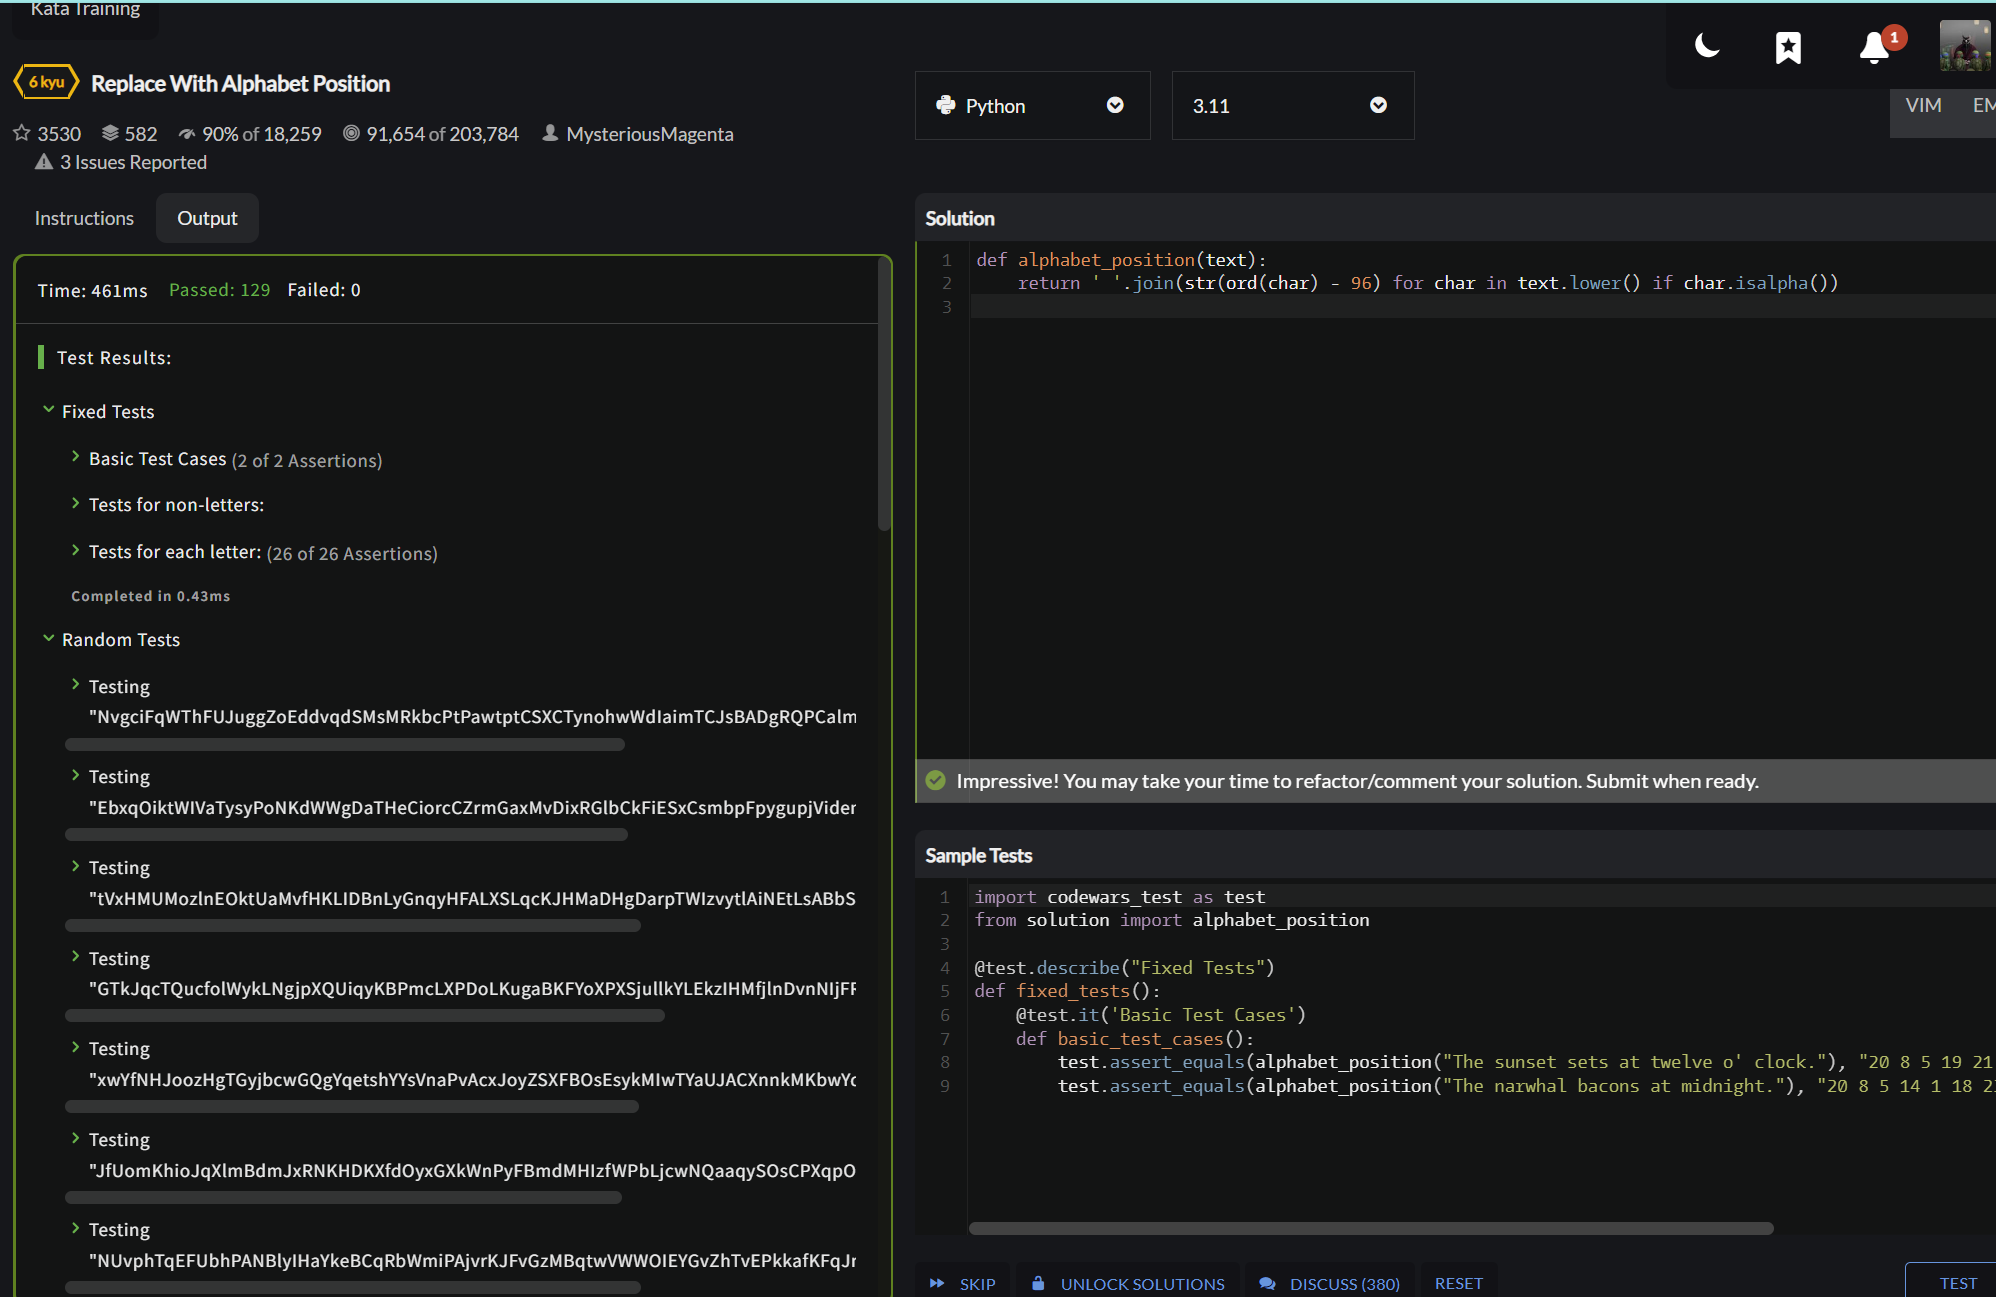 Kata Training
1
6 kyu Replace With Alphabet Position
3530 582 90% of 18,259 91,654 of 203,784 MysteriousMagenta
3 Issues Reported
Python
3.11
VIM
Instructions Output
Time: 461ms Passed: 129 Failed: 0
Test Results:
Fixed Tests
Basic Test Cases (2 of 2 Assertions)
Tests for non-letters:
Tests for each letter: (26 of 26 Assertions)
Completed in 0.43ms
Random Tests
Testing
Testing
Testing
Testing
Testing
Testing
Testing
Solution
1 def alphabet_position(text):
2 return ' '.join(str(ord(char) - 96) for char in text.lower() if char.isalpha())
3
Impressive! You may take your time to refactor/comment your solution. Submit when ready.
Sample Tests
1 import codewars_test as test
2 from solution import alphabet_position
3
4 @test.describe("Fixed Tests")
5 def fixed_tests():
6 @test.it('Basic Test Cases')
7 def basic_test_cases():
8 test.assert_equals(alphabet_position("The sunset sets at twelve o' clock."), "20 8 5 19 21
9 test.assert_equals(alphabet_position("The narwhal bacons at midnight."), "20 8 5 14 1 18
SKIP UNLOCK SOLUTIONS DISCUSS (380) RESET TEST